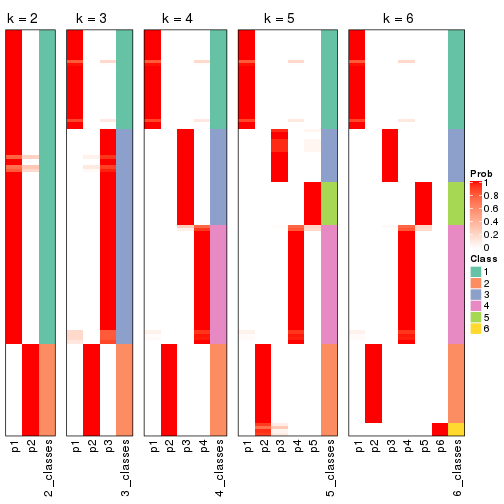 k = 2
k = 3
k = 4
k = 5
k = 6
Prob
1
0.8
0.6
0.4
0.2
0
Class
1
2
3
4
5
6
p1
p2
2_classes
p1
p2
p3
3_classes
p1
p2
p3
p4
4_classes
p1
p2
p3
p4
p5
5_classes
p1
p2
p3
p4
p5
p6
6_classes